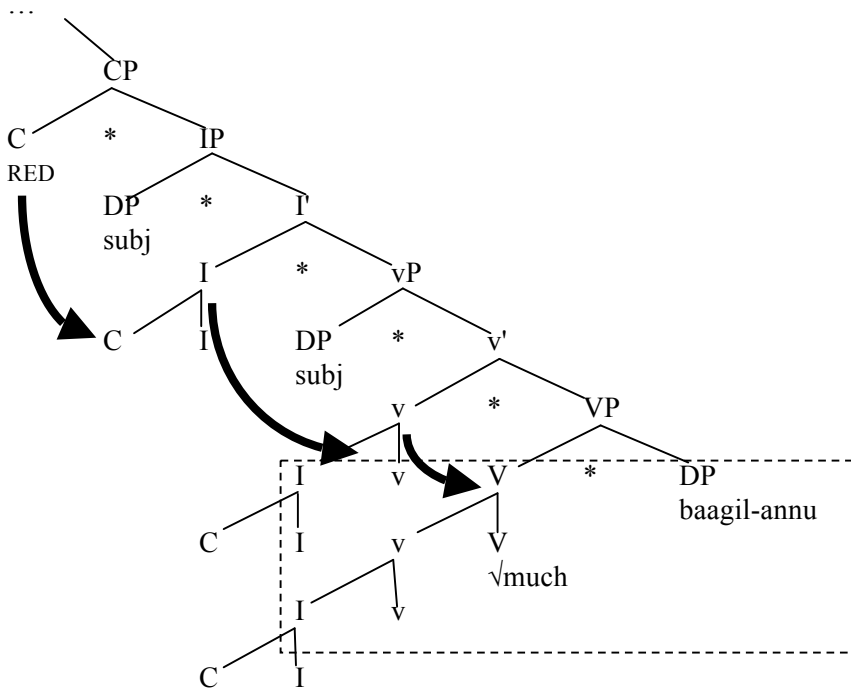 …
CP
C * IP
RED
DP * I'
subj
I * vP
C I DP * v'
subj
v * VP
I v V * DP
baagil-annu
C I v V
√much
I v
C I